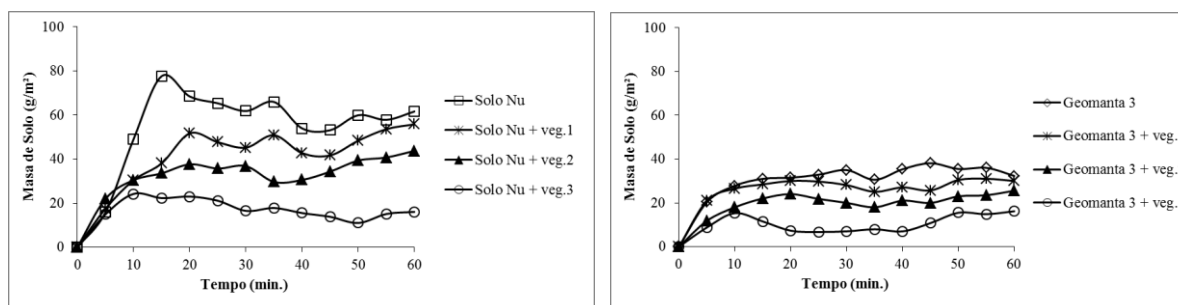 100
80
60
40
20
0
Masa de Solo (g/m²)
0 10 20 30 40 50 60
Tempo (min.)
Solo Nu
Solo Nu + veg.1
Solo Nu + veg.2
Solo Nu + veg.3
100
80
60
40
20
0
Masa de Solo (g/m²)
0 10 20 30 40 50 60
Tempo (min.)
Geomanta 3
Geomanta 3 + veg.
Geomanta 3 + veg.
Geomanta 3 + veg.